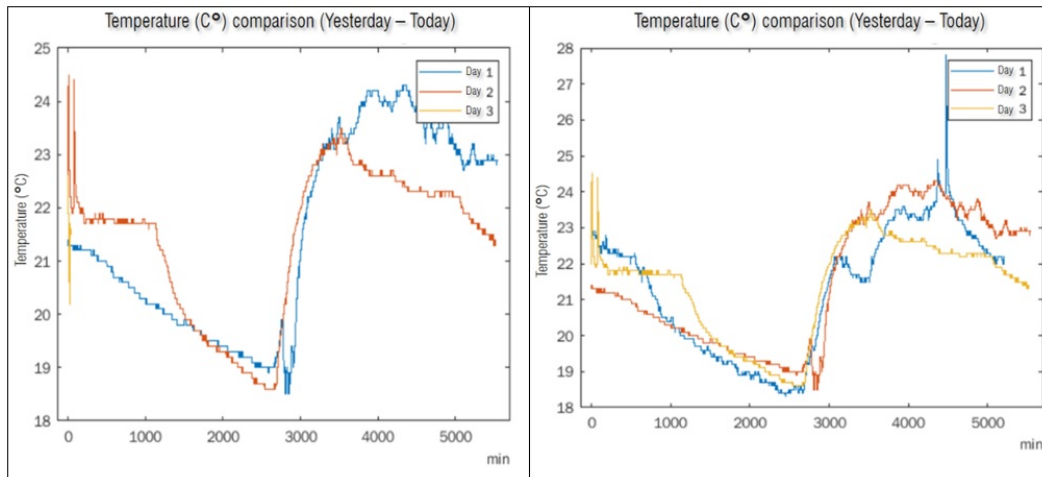 Temperature (C°) comparison (Yesterday – Today)
25
24
23
22
21
20
19
18
Temperature (°C)
0 1000 2000 3000 4000 5000
min
Day 1
Day 2
Day 3
Temperature (C°) comparison (Yesterday – Today)
28
27
26
25
24
23
22
21
20
19
18
Temperature (°C)
0 1000 2000 3000 4000 5000
min
Day 1
Day 2
Day 3